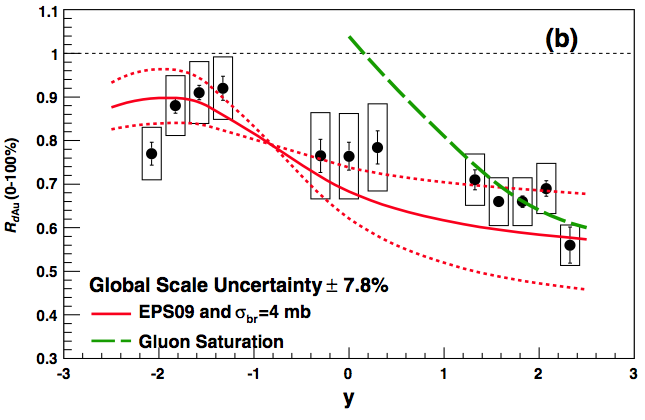 (b)
1.1
1
0.9
0.8
0.7
0.6
0.5
0.4
0.3
R_dAu (0-100%)
Global Scale Uncertainty ± 7.8%
EPS09 and σ_br=4 mb
Gluon Saturation
-3 -2 -1 0 1 2 3
y